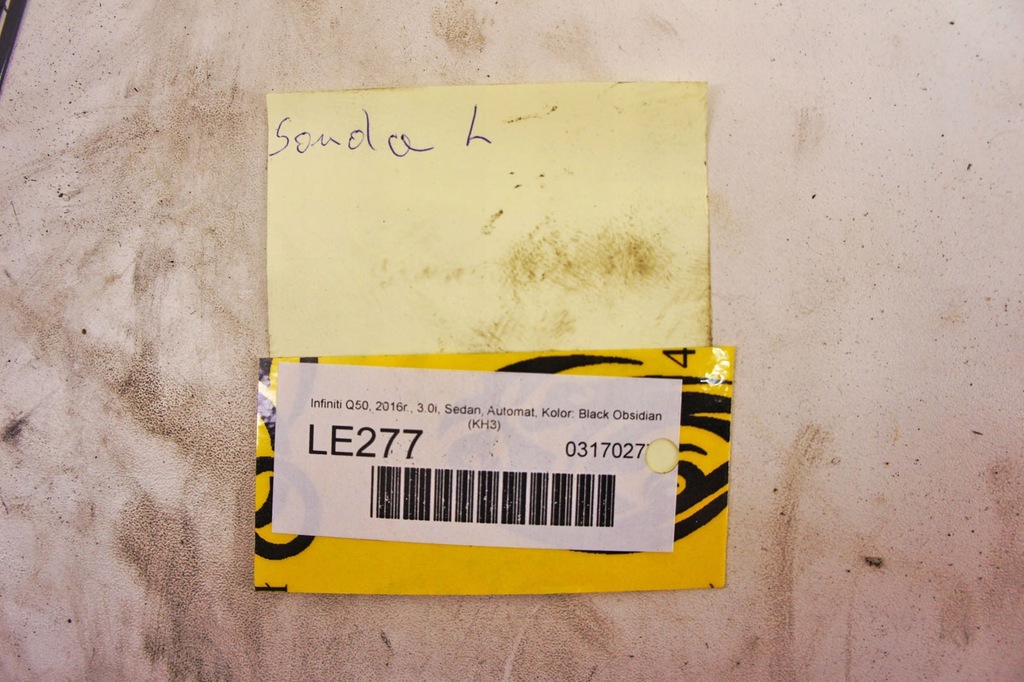 Sonda L
4
Infiniti Q50, 2016r., 3.0i, Sedan, Automat, Kolor: Black Obsidian
(KH3)
LE277
0317027